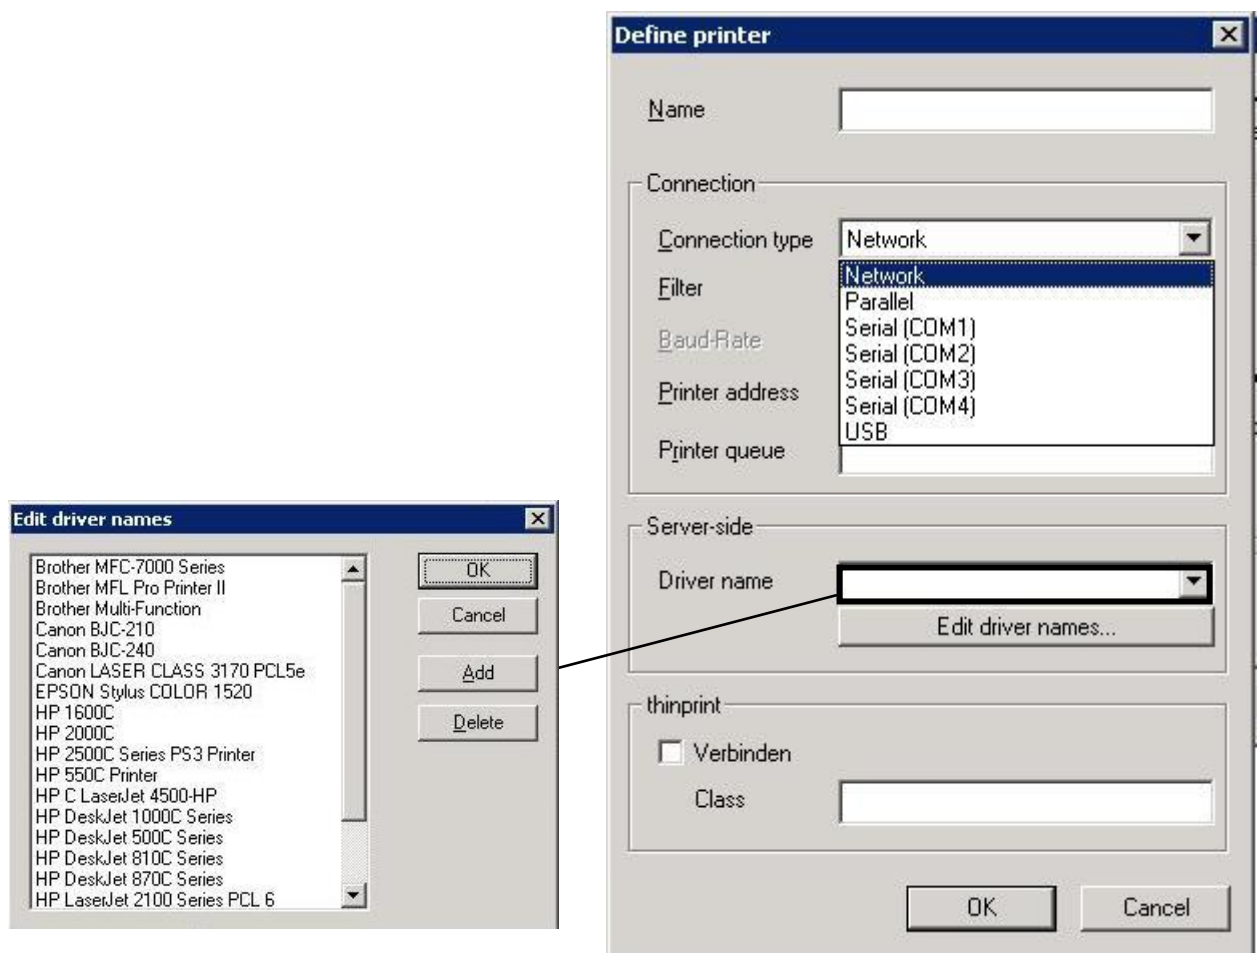 Define printer
Name
Connection
Connection type Network
Filter
Network
Parallel
Serial (COM1)
Baud-Rate
Serial (COM2)
Serial (COM3)
Printer address
Serial (COM4)
USB
Printer queue
Server-side
Driver name
Edit driver names...
thinprint
Verbinden
Class
OK Cancel
Edit driver names
Brother MFC-7000 Series
Brother MFL Pro Printer II
Brother Multi-Function
Canon BJC-210
Canon BJC-240
Canon LASER CLASS 3170 PCL5e
EPSON Stylus COLOR 1520
HP 1600C
HP 2000C
HP 2500C Series PS3 Printer
HP 550C Printer
HP C LaserJet 4500-HP
HP DeskJet 1000C Series
HP DeskJet 500C Series
HP DeskJet 810C Series
HP DeskJet 870C Series
HP LaserJet 2100 Series PCL 6
OK
Cancel
Add
Delete